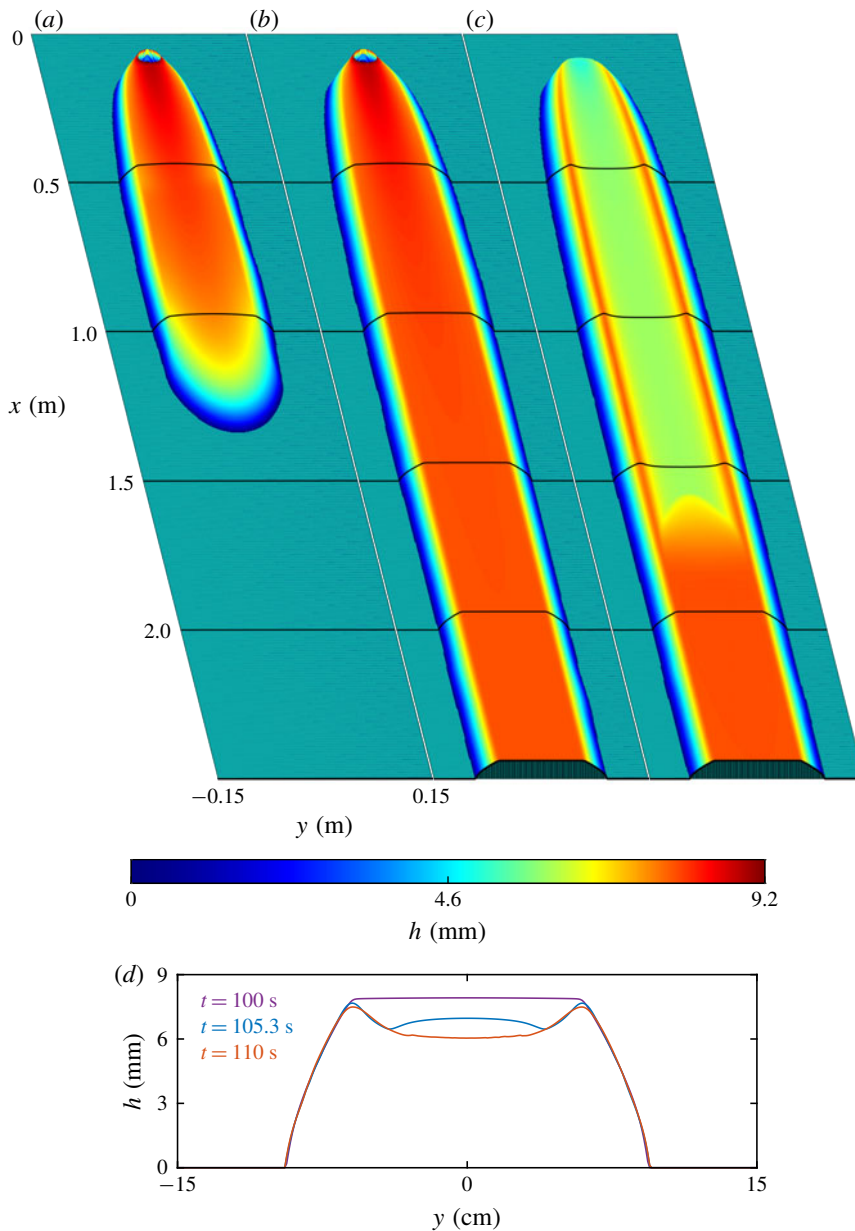 (a) (b) (c)
0
0.5
1.0
x (m)
1.5
2.0
−0.15 0.15
y (m)
0 4.6 9.2
h (mm)
(d)
9
t = 100 s
t = 105.3 s
6
t = 110 s
h (mm)
3
0
−15 0 15
y (cm)